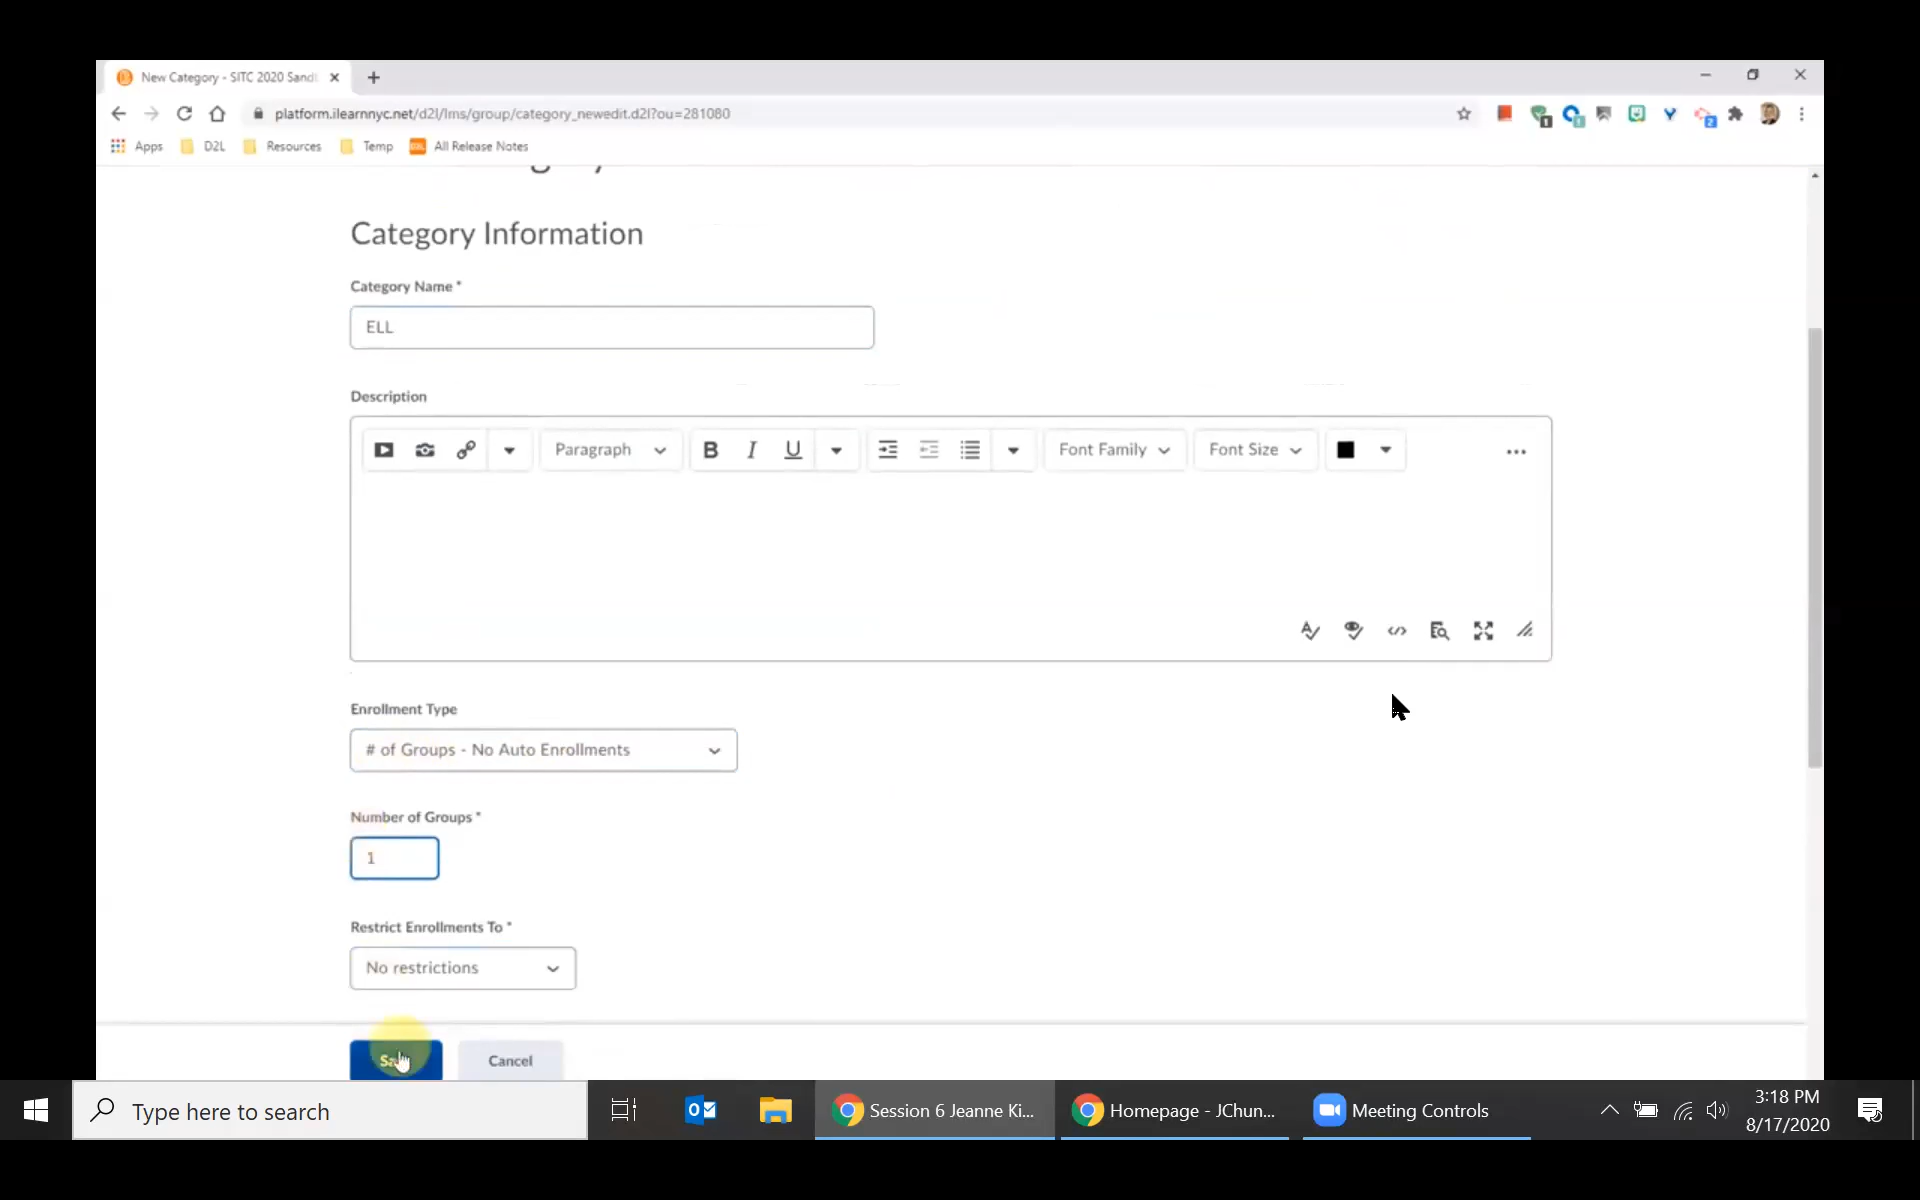 New Category - SITC 2020 Sand
platform.ilearnnyc.net/d2l/lms/group/category_newedit.d2l?ou=281080
1
1
2
Apps
D2L
Resources
Temp
All Release Notes
Category Information
Category Name *
ELL
Description
Paragraph
B I U
Font Family
Font Size
Enrollment Type
# of Groups - No Auto Enrollments
Number of Groups *
1
Restrict Enrollments To *
No restrictions
Cancel
Type here to search
Session 6 Jeanne Ki...
Homepage - JChun...
Meeting Controls
3:18 PM
8/17/2020